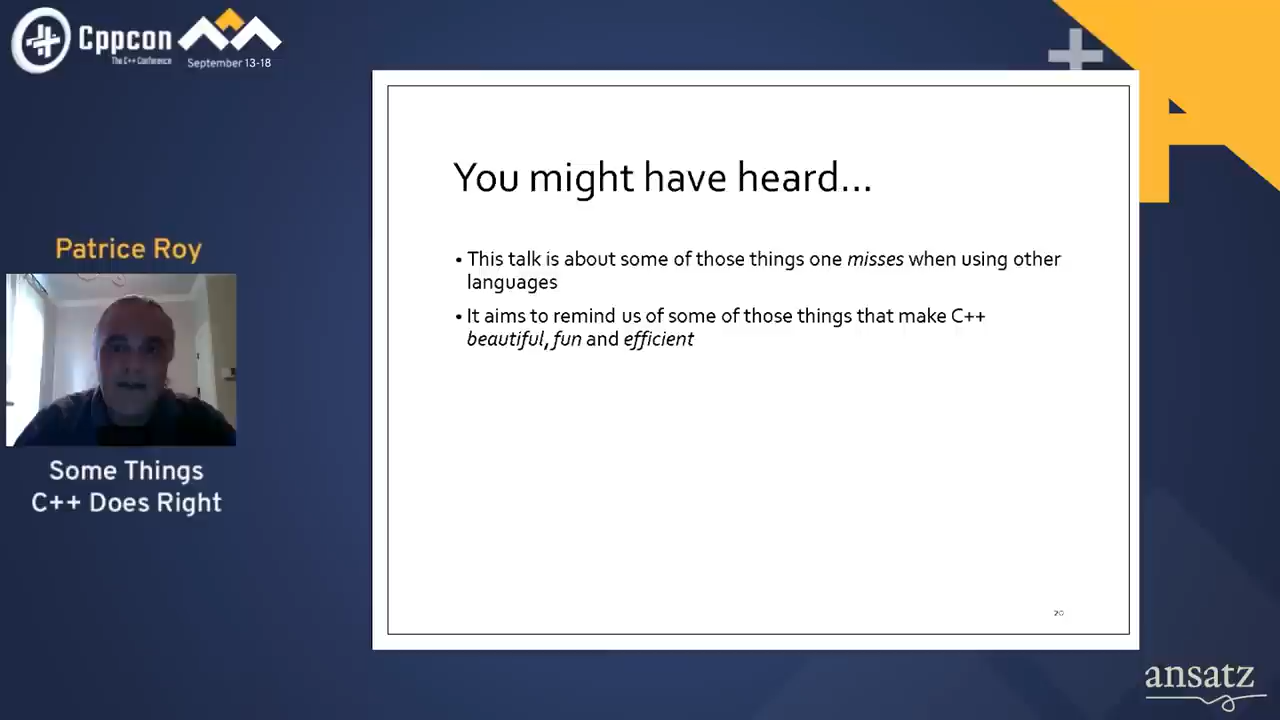 Cppcon
The C++ Conference
September 13-18
You might have heard...
• This talk is about some of those things one misses when using other
languages
• It aims to remind us of some of those things that make C++
beautiful, fun and efficient
20
Patrice Roy
Some Things
C++ Does Right
ansatz